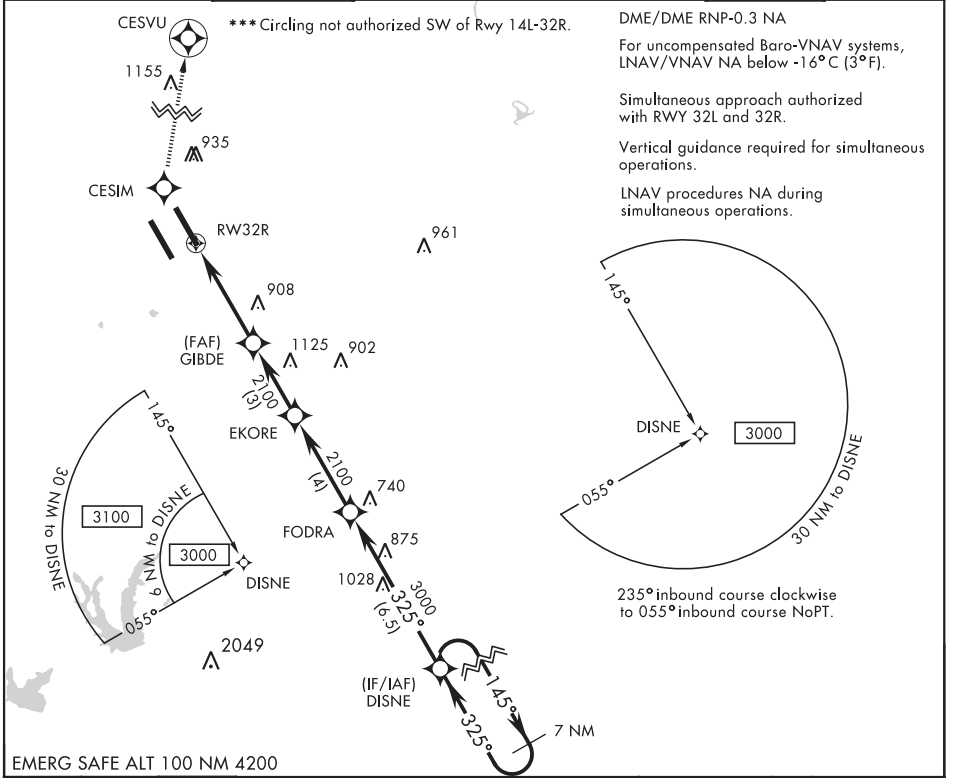 CESVU
*** Circling not authorized SW of Rwy 14L-32R.
DME/DME RNP-0.3 NA
For uncompensated Baro-VNAV systems,
LNAV/VNAV NA below -16°C (3°F).
Simultaneous approach authorized
with RWY 32L and 32R.
Vertical guidance required for simultaneous
operations.
LNAV procedures NA during
simultaneous operations.
1155
935
CESIM
RW32R
961
908
(FAF)
GIBDE
1125
902
2100
(3)
EKORE
2100
(4)
740
FODRA
875
1028
3000
325°
(6.5)
(IF/IAF)
DISNE
145°
325°
7 NM
145°
30 NM to DISNE
3100
6 NM to DISNE
3000
DISNE
055°
2049
145°
DISNE
3000
055°
30 NM to DISNE
235° inbound course clockwise
to 055° inbound course NoPT.
EMERG SAFE ALT 100 NM 4200